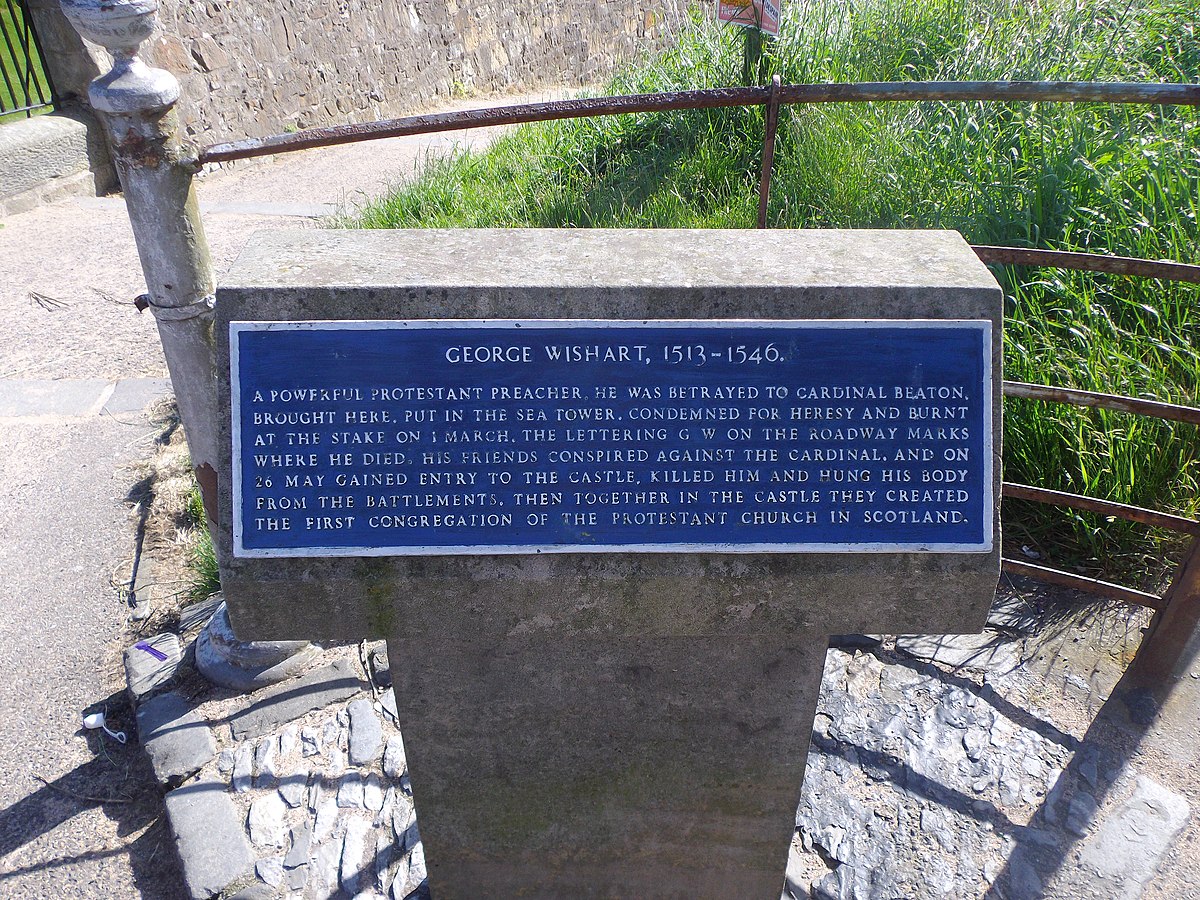 GEORGE WISHART, 1513-1546.
A POWERFUL PROTESTANT PREACHER, HE WAS BETRAYED TO CARDINAL BEATON,
BROUGHT HERE, PUT IN THE SEA TOWER, CONDEMNED FOR HERESY AND BURNT
AT THE STAKE ON 1 MARCH. THE LETTERING G W ON THE ROADWAY MARKS
WHERE HE DIED. HIS FRIENDS CONSPIRED AGAINST THE CARDINAL, AND ON
26 MAY GAINED ENTRY TO THE CASTLE, KILLED HIM AND HUNG HIS BODY
FROM THE BATTLEMENTS. THEN TOGETHER IN THE CASTLE THEY CREATED
THE FIRST CONGREGATION OF THE PROTESTANT CHURCH IN SCOTLAND.